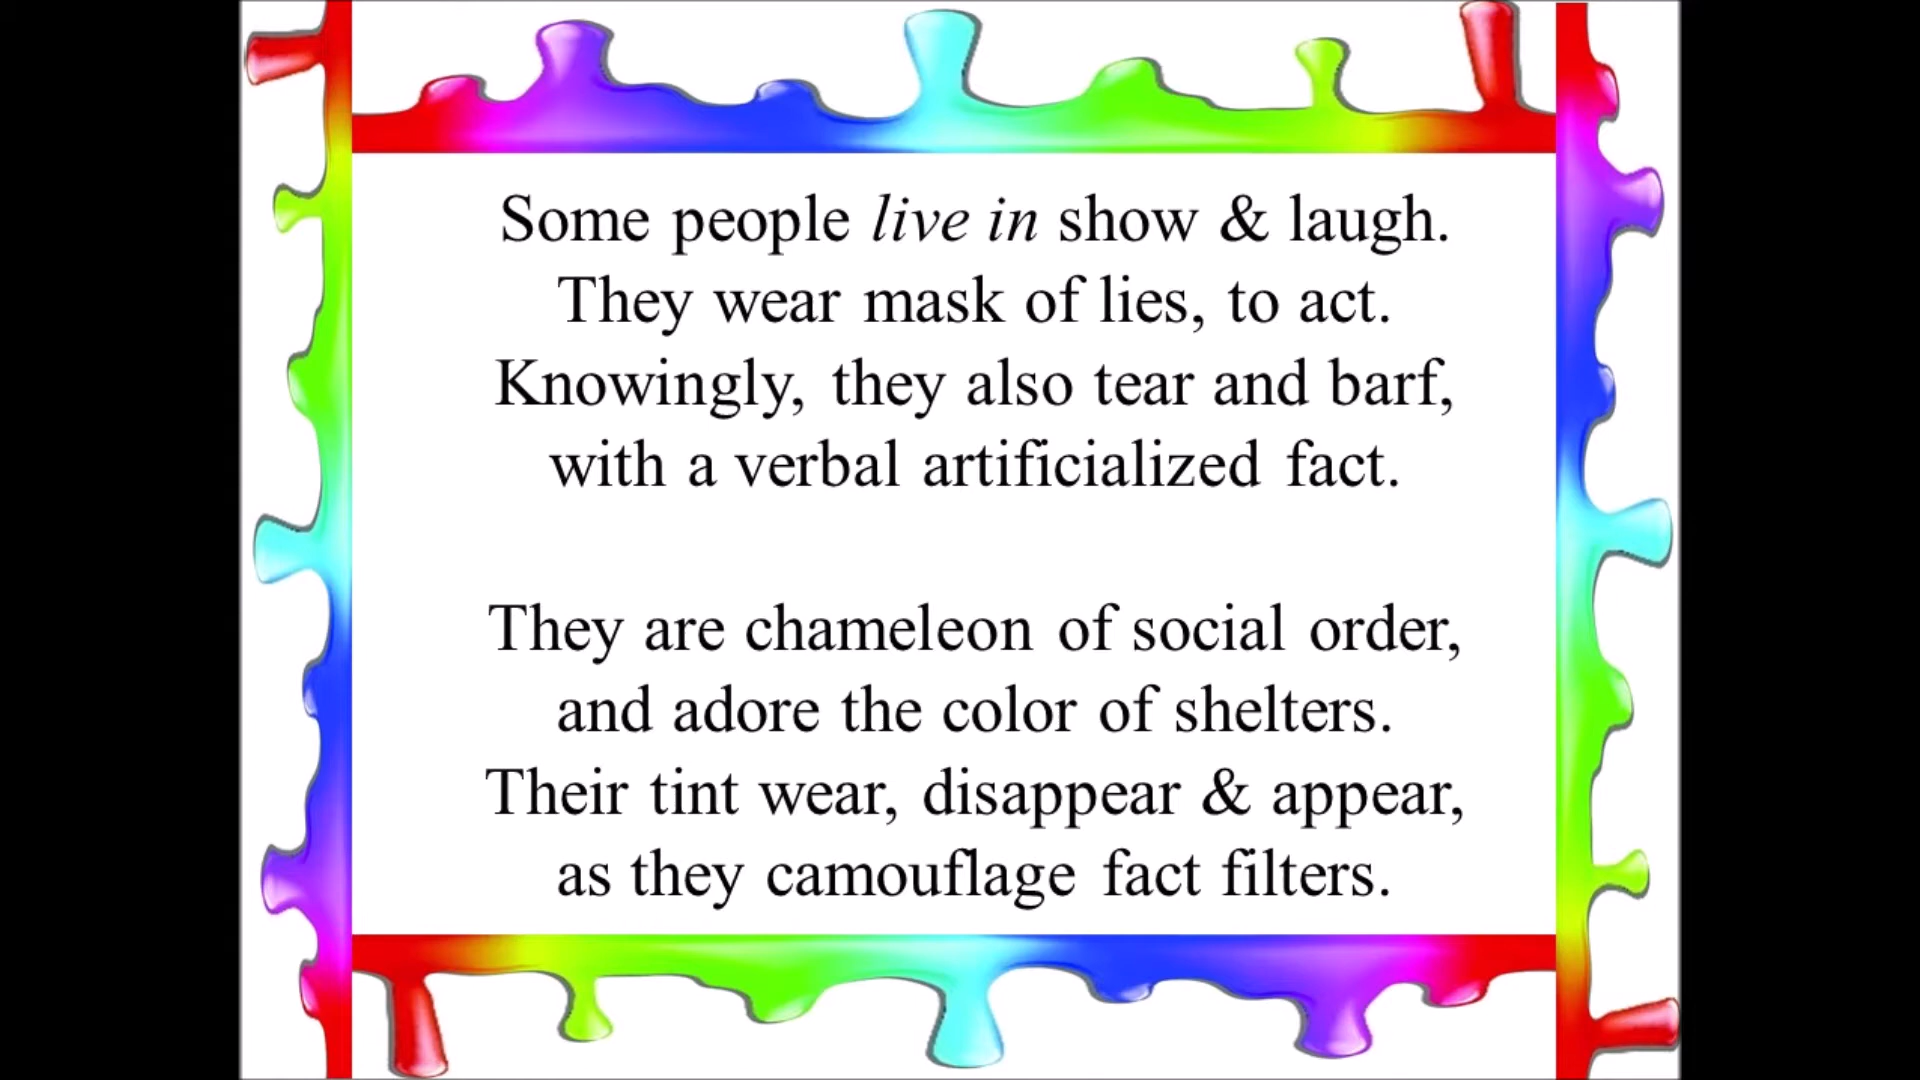 Some people live in show & laugh.
They wear mask of lies, to act.
Knowingly, they also tear and barf,
with a verbal artificialized fact.
They are chameleon of social order,
and adore the color of shelters.
Their tint wear, disappear & appear,
as they camouflage fact filters.